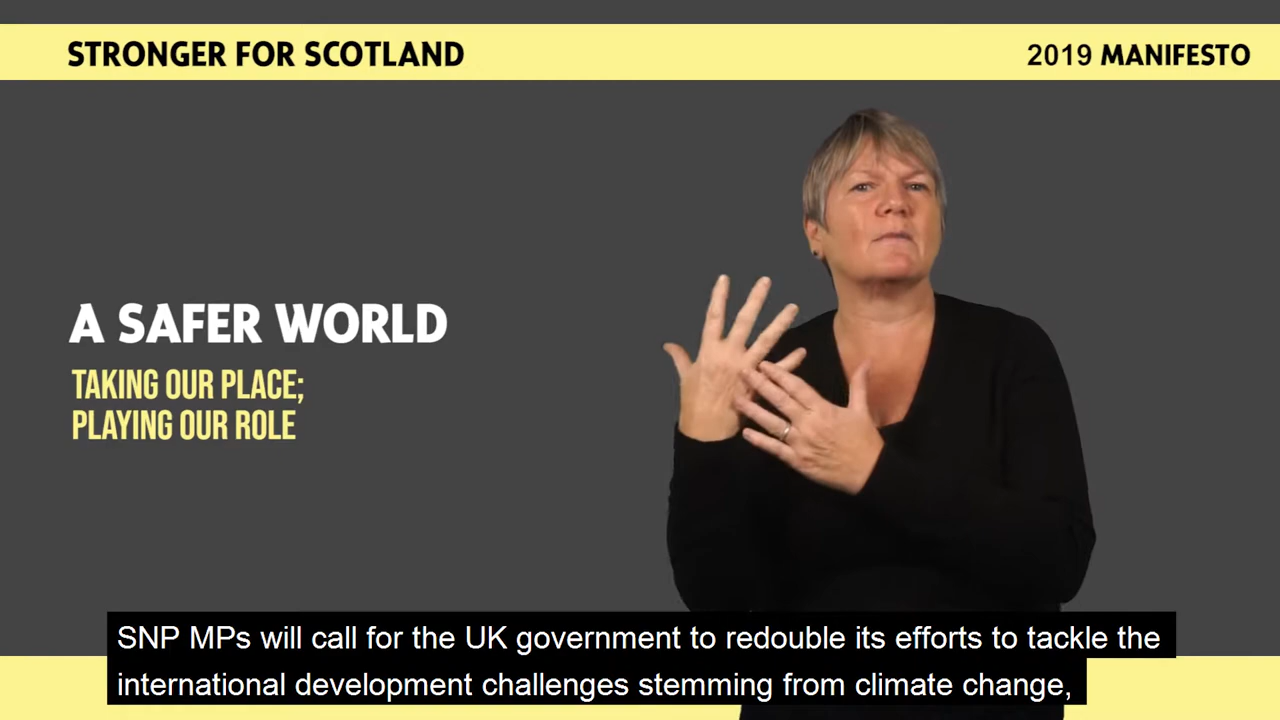 STRONGER FOR SCOTLAND
2019 MANIFESTO
A SAFER WORLD
TAKING OUR PLACE;
PLAYING OUR ROLE
SNP MPs will call for the UK government to redouble its efforts to tackle the
international development challenges stemming from climate change,